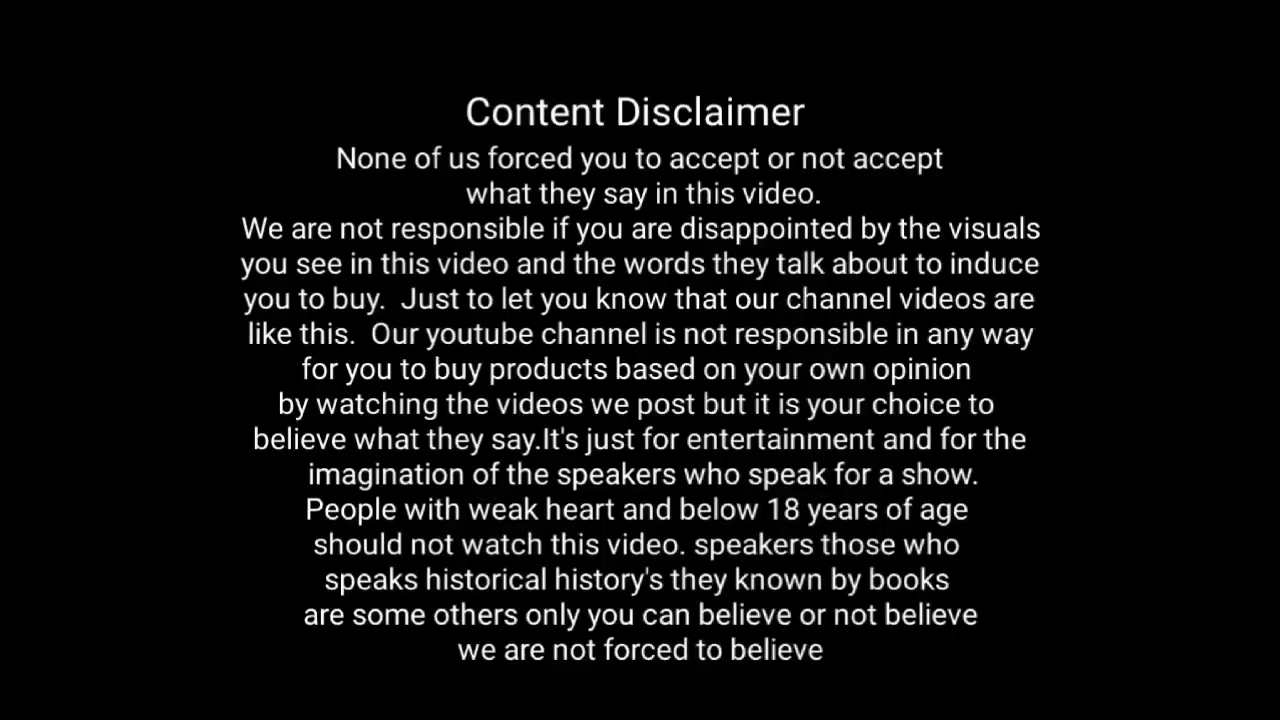 Content Disclaimer
None of us forced you to accept or not accept
what they say in this video.
We are not responsible if you are disappointed by the visuals
you see in this video and the words they talk about to induce
you to buy.  Just to let you know that our channel videos are
like this.  Our youtube channel is not responsible in any way
for you to buy products based on your own opinion
by watching the videos we post but it is your choice to
believe what they say.It's just for entertainment and for the
imagination of the speakers who speak for a show.
People with weak heart and below 18 years of age
should not watch this video. speakers those who
speaks historical history's they known by books
are some others only you can believe or not believe
we are not forced to believe